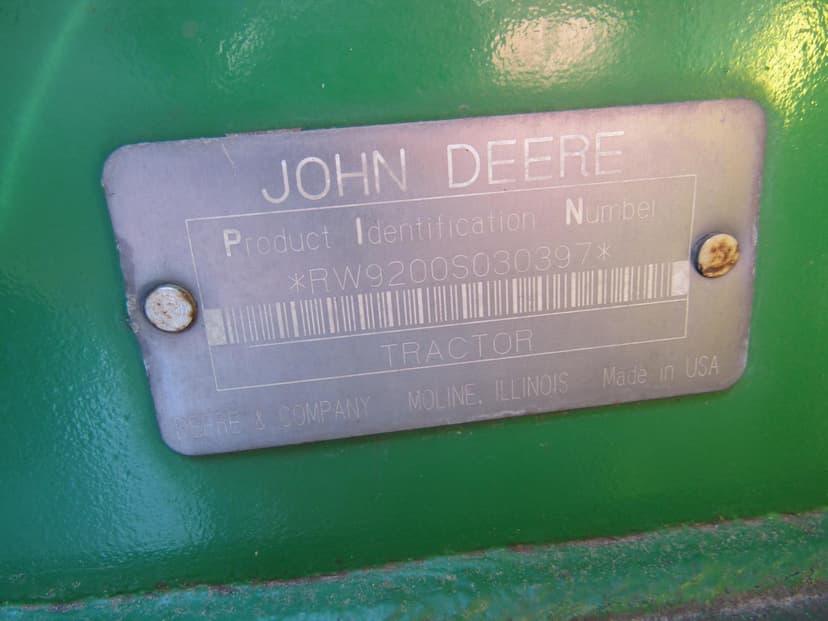 JOHN DEERE
Product Identification Number
*RW9200S030397*
TRACTOR
DEERE & COMPANY MOLINE, ILLINOIS Made in USA